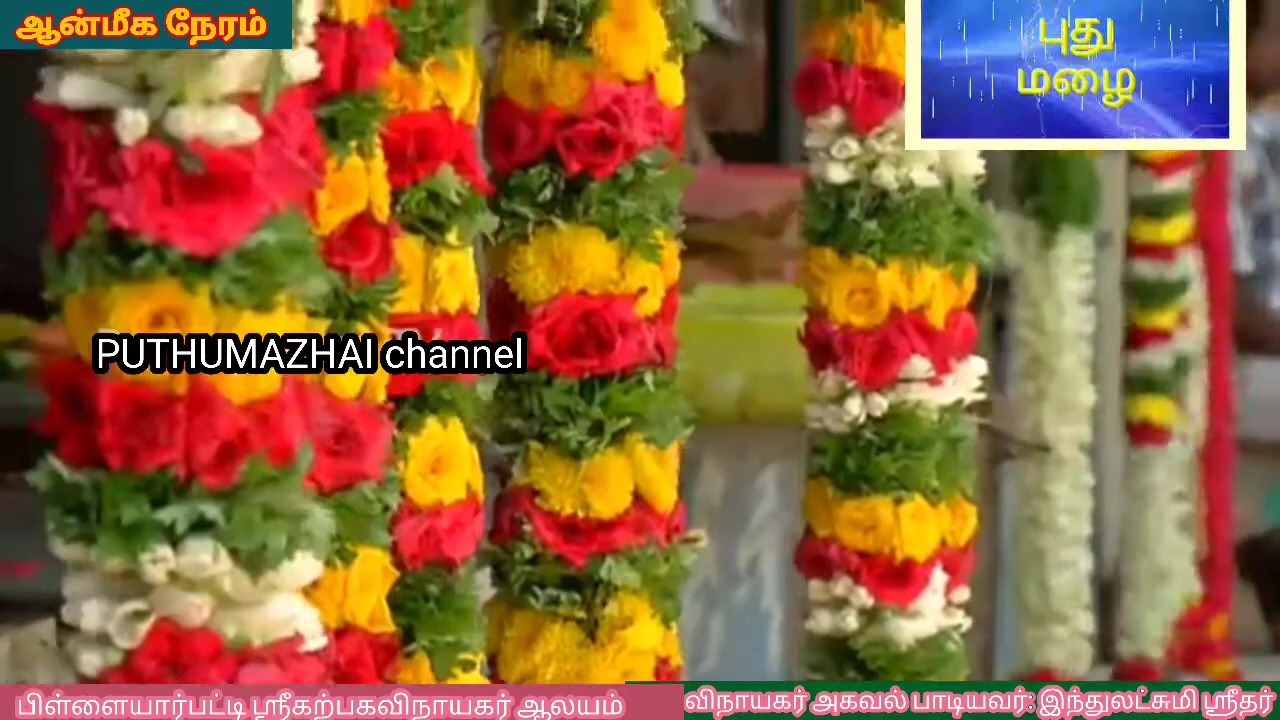 ஆன்மீக நேரம்
புது
மழை
PUTHUMAZHAI channel
பிள்ளையார்பட்டி ஸ்ரீகற்பகவிநாயகர் ஆலயம்
விநாயகர் அகவல் பாடியவர்: இந்துலட்சுமி ஸ்ரீதர்